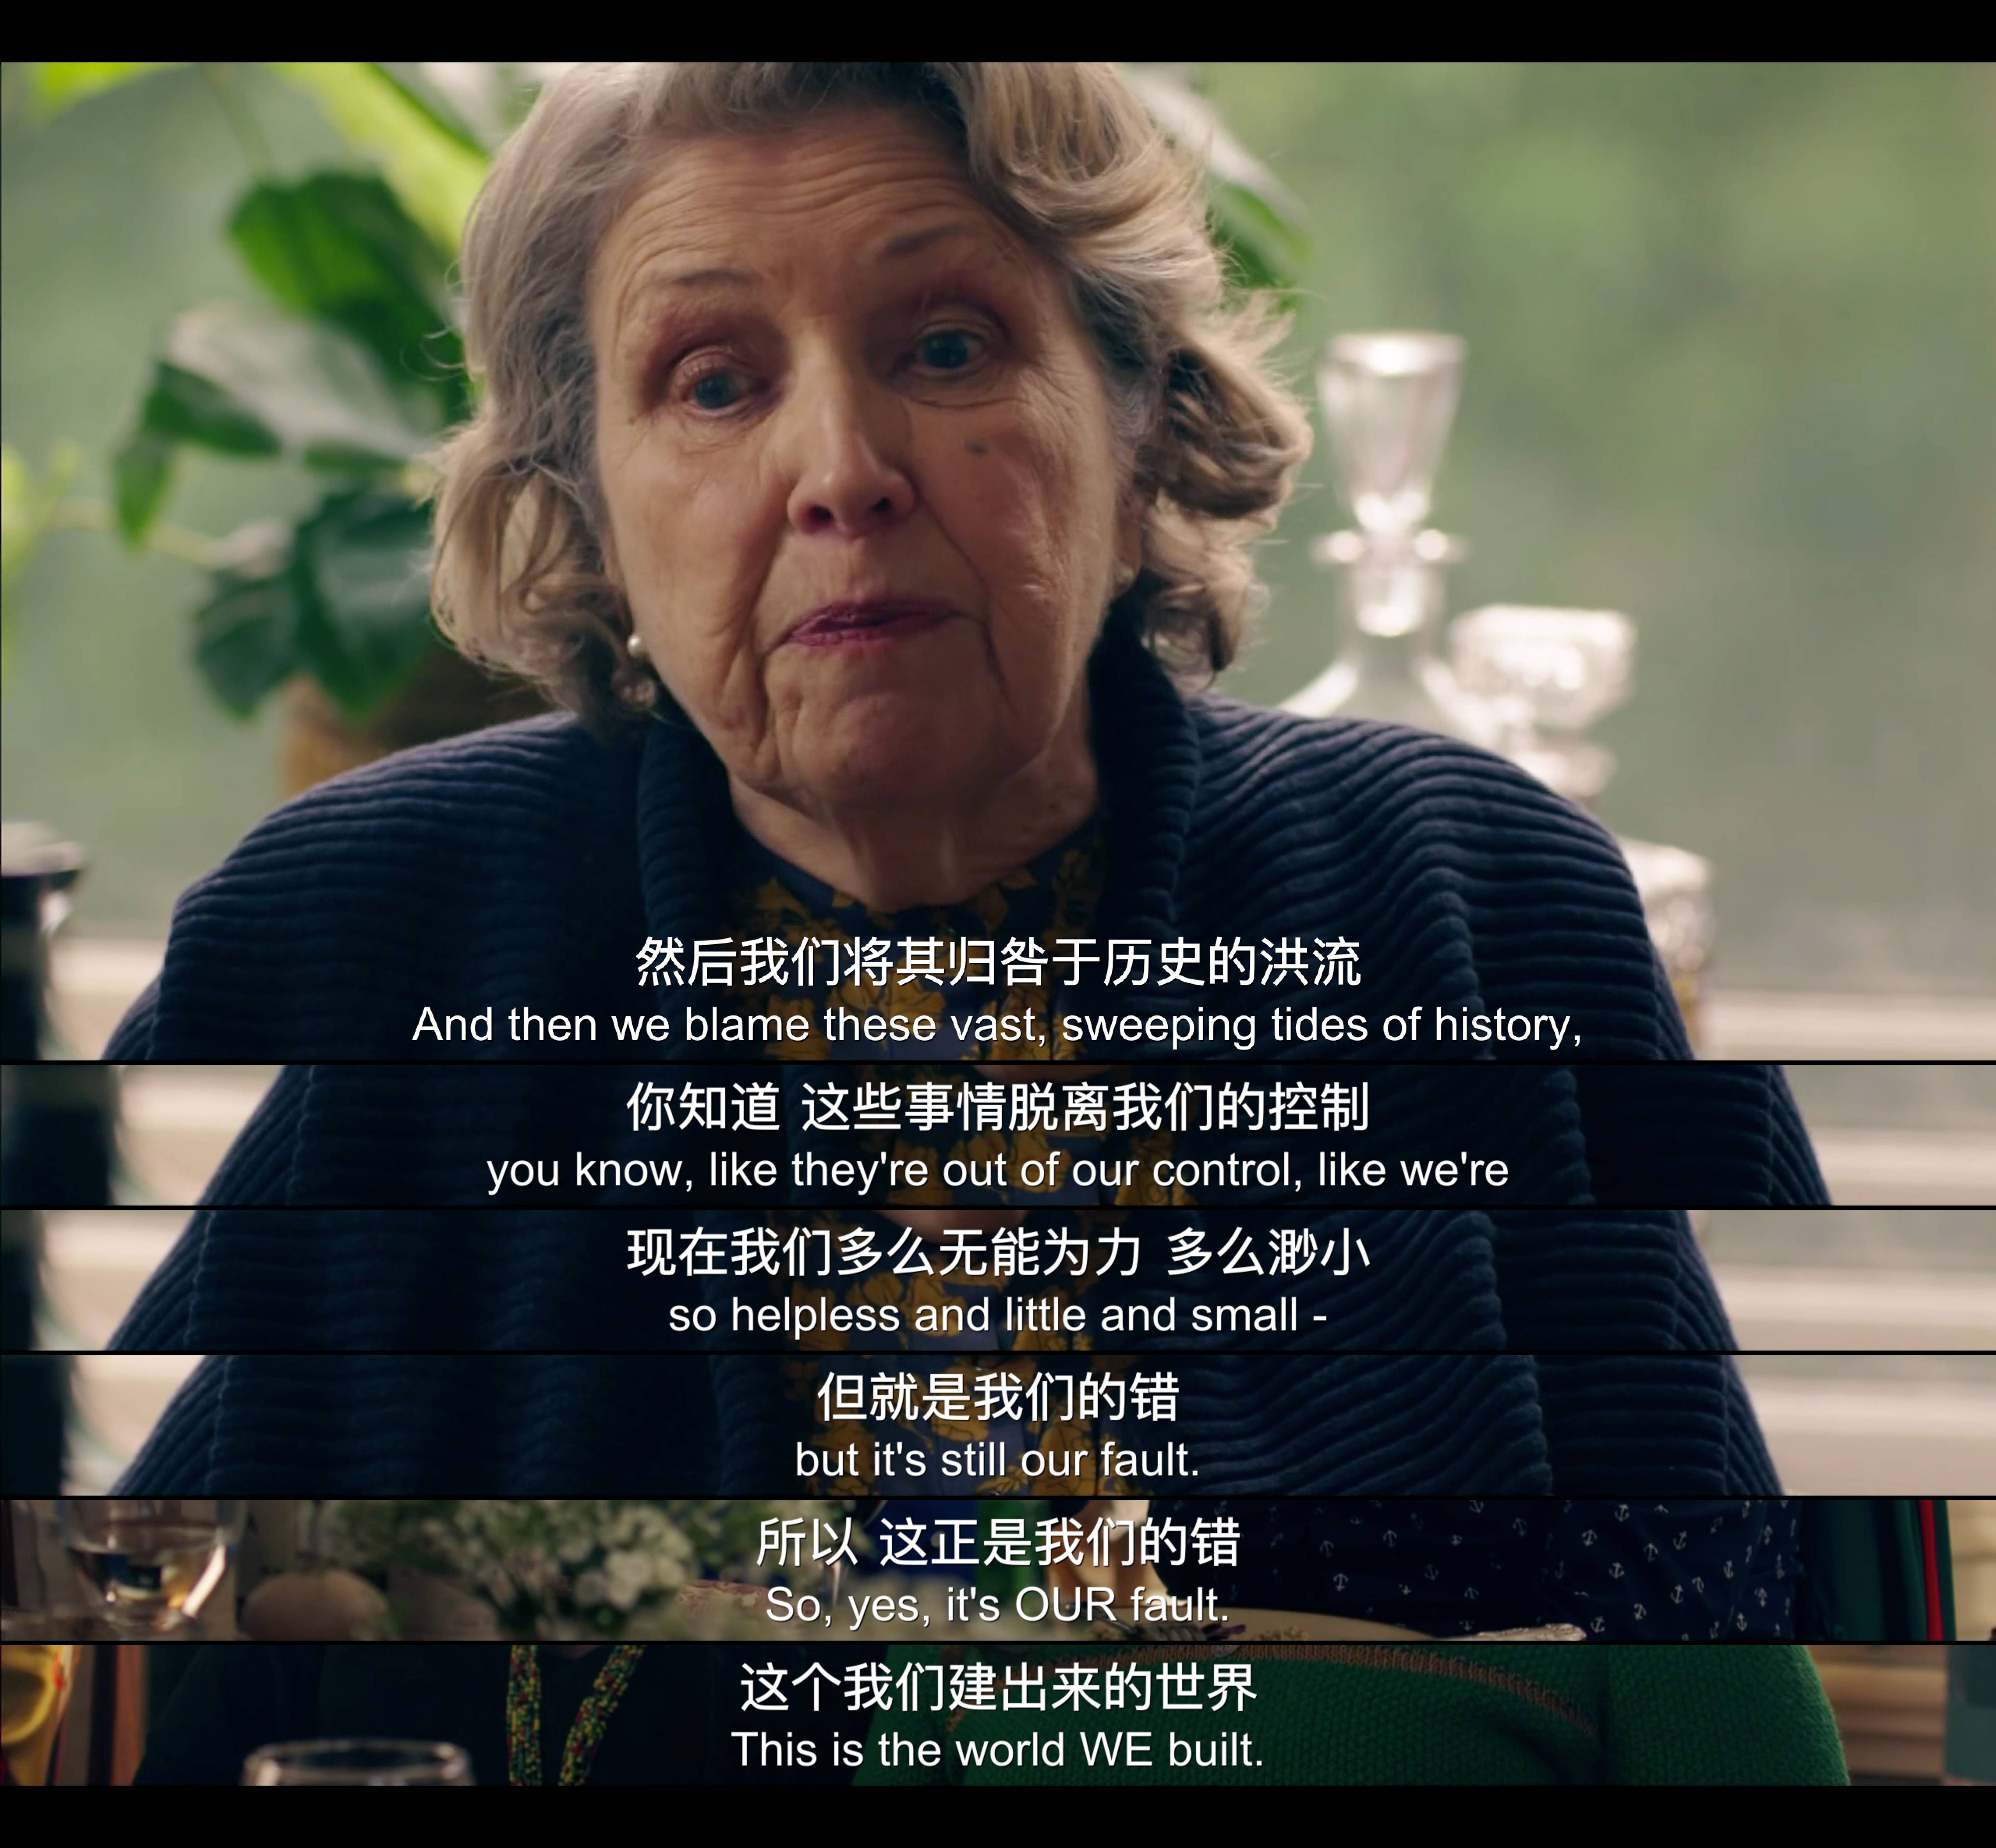 然后我们将其归咎于历史的洪流
And then we blame these vast, sweeping tides of history,
你知道 这些事情脱离我们的控制
you know, like they're out of our control, like we're
现在我们多么无能为力 多么渺小
so helpless and little and small -
但就是我们的错
but it's still our fault.
所以 这正是我们的错
So, yes, it's OUR fault.
这个我们建出来的世界
This is the world WE built.